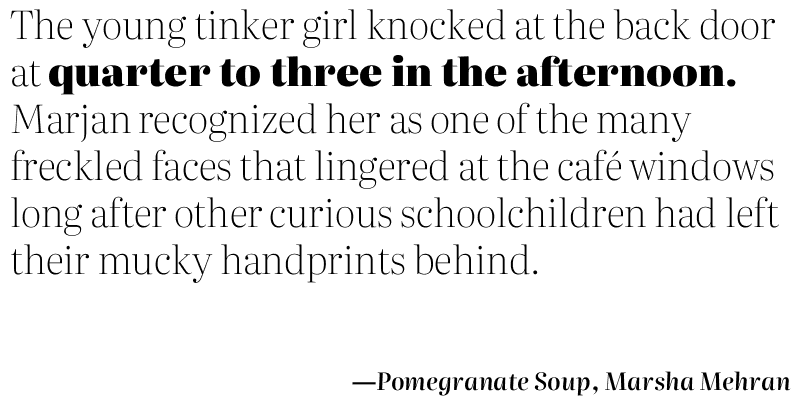 The young tinker girl knocked at the back door
at quarter to three in the afternoon.
Marjan recognized her as one of the many
freckled faces that lingered at the café windows
long after other curious schoolchildren had left
their mucky handprints behind.
—Pomegranate Soup, Marsha Mehran